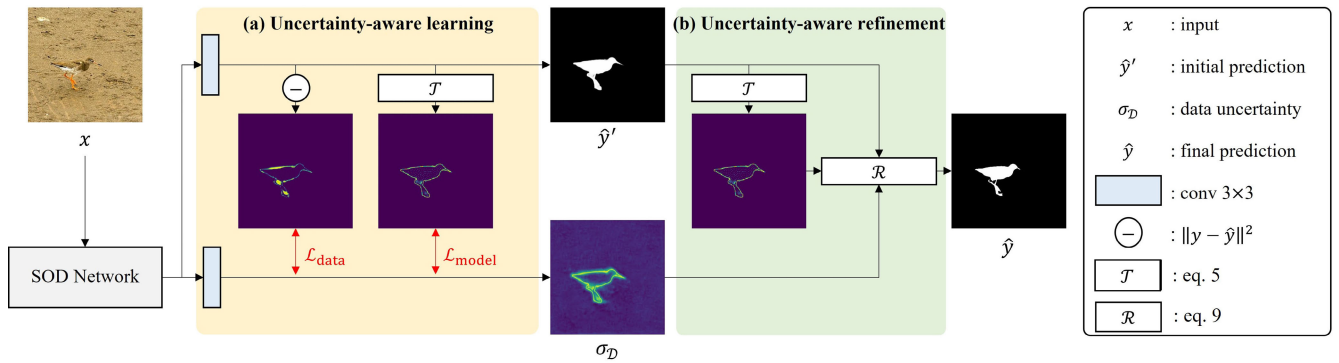 (a) Uncertainty-aware learning
(b) Uncertainty-aware refinement
x
SOD Network
−
𝒯
ℒdata
ℒmodel
ŷ′
σ𝒟
𝒯
ℛ
ŷ
x : input
ŷ′ : initial prediction
σ𝒟 : data uncertainty
ŷ : final prediction
: conv 3×3
− : ‖y − ŷ‖²
𝒯 : eq. 5
ℛ : eq. 9